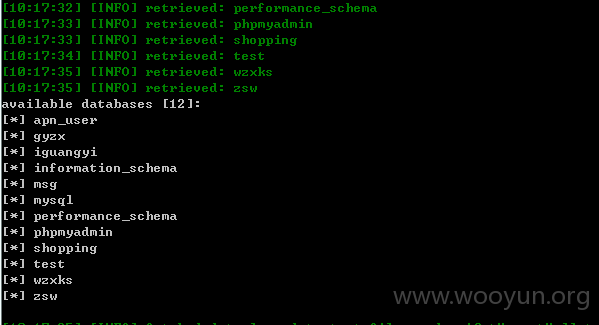 [10:17:32] [INFO] retrieved: performance_schema
[10:17:33] [INFO] retrieved: phpmyadmin
[10:17:33] [INFO] retrieved: shopping
[10:17:34] [INFO] retrieved: test
[10:17:35] [INFO] retrieved: wzxks
[10:17:35] [INFO] retrieved: zsw
available databases [12]:
[*] apn_user
[*] gyzx
[*] iguangyi
[*] information_schema
[*] msg
[*] mysql
[*] performance_schema
[*] phpmyadmin
[*] shopping
[*] test
[*] wzxks
[*] zsw
www.wooyun.org